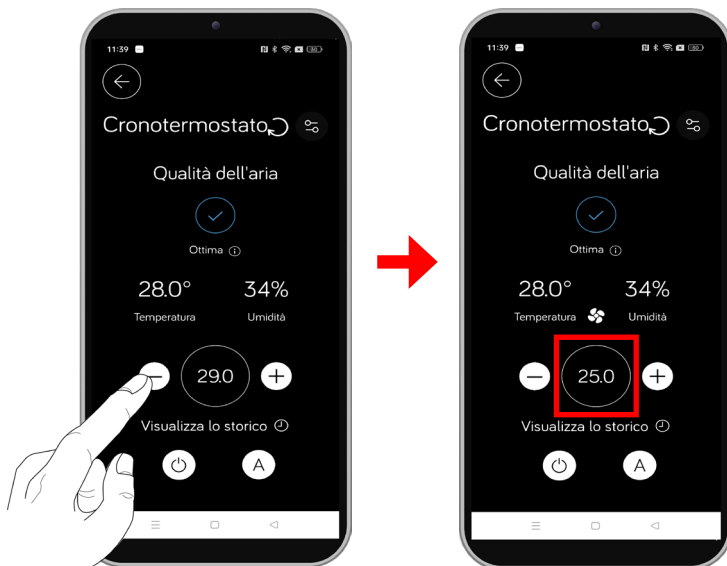 11:39
Cronotermostato
Qualità dell'aria
Ottima
28.0° 34%
Temperatura Umidità
29.0
Visualizza lo storico
A
11:39
Cronotermostato
Qualità dell'aria
Ottima
28.0° 34%
Temperatura Umidità
25.0
Visualizza lo storico
A